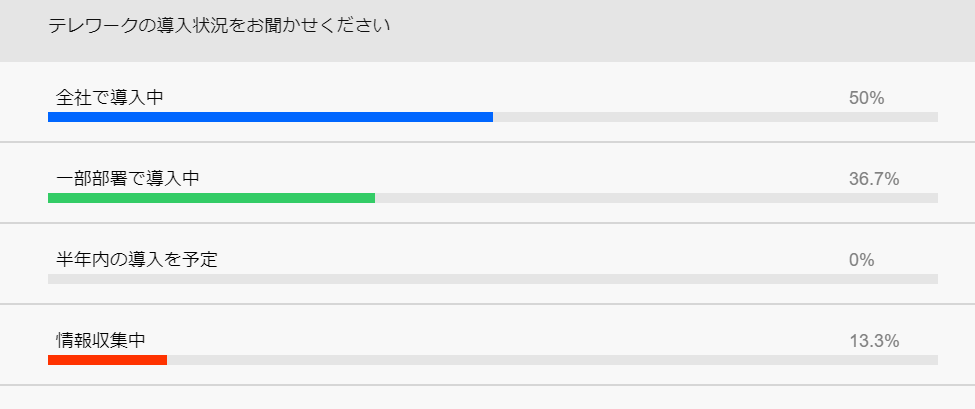 テレワークの導入状況をお聞かせください
全社で導入中 50%
一部部署で導入中 36.7%
半年内の導入を予定 0%
情報収集中 13.3%